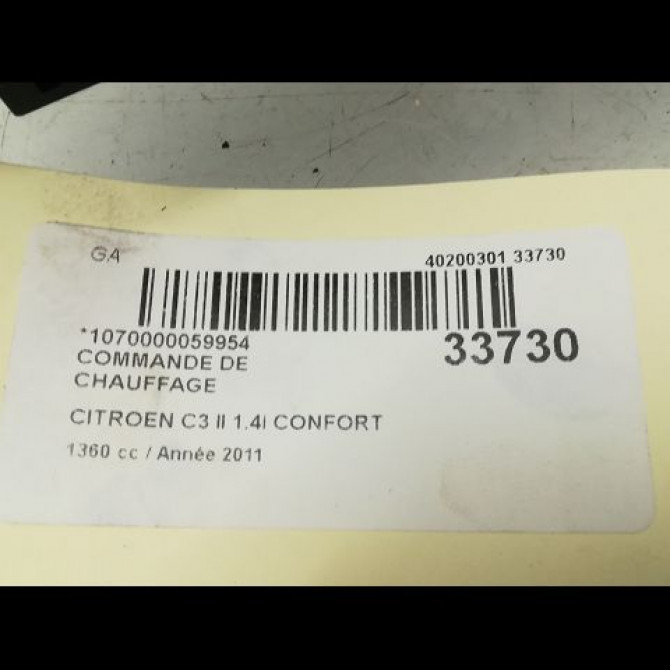 GA 40200301 33730
*1070000059954 33730
COMMANDE DE
CHAUFFAGE
CITROEN C3 II 1.4I CONFORT
1360 cc / Année 2011